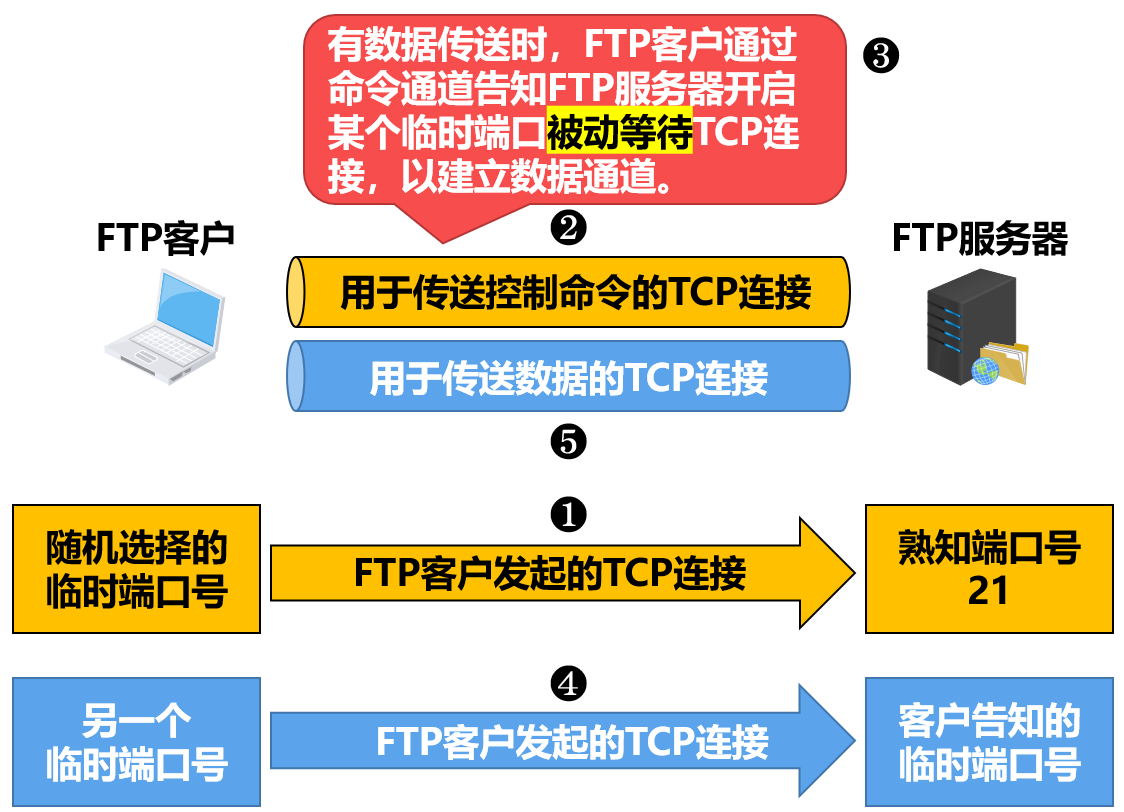 有数据传送时，FTP客户通过
命令通道告知FTP服务器开启
某个临时端口被动等待TCP连
接，以建立数据通道。
❸
❷
FTP客户
FTP服务器
用于传送控制命令的TCP连接
用于传送数据的TCP连接
❺
❶
随机选择的
临时端口号
FTP客户发起的TCP连接
熟知端口号
21
❹
另一个
临时端口号
FTP客户发起的TCP连接
客户告知的
临时端口号